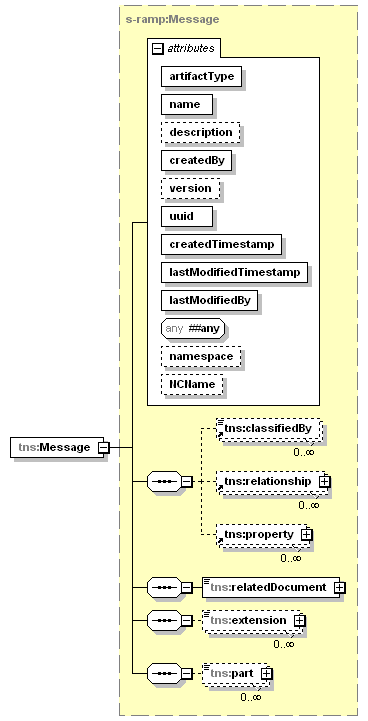 s-ramp:Message
attributes
artifactType
name
description
createdBy
version
uuid
createdTimestamp
lastModifiedTimestamp
lastModifiedBy
any ##any
namespace
NCName
tns:Message
tns:classifiedBy
0..∞
tns:relationship
0..∞
tns:property
0..∞
tns:relatedDocument
tns:extension
0..∞
tns:part
0..∞